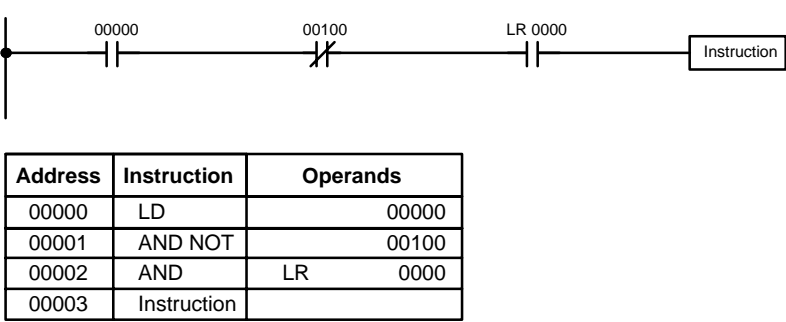 00000 00100 LR 0000
Instruction
Address Instruction Operands
00000 LD 00000
00001 AND NOT 00100
00002 AND LR 0000
00003 Instruction